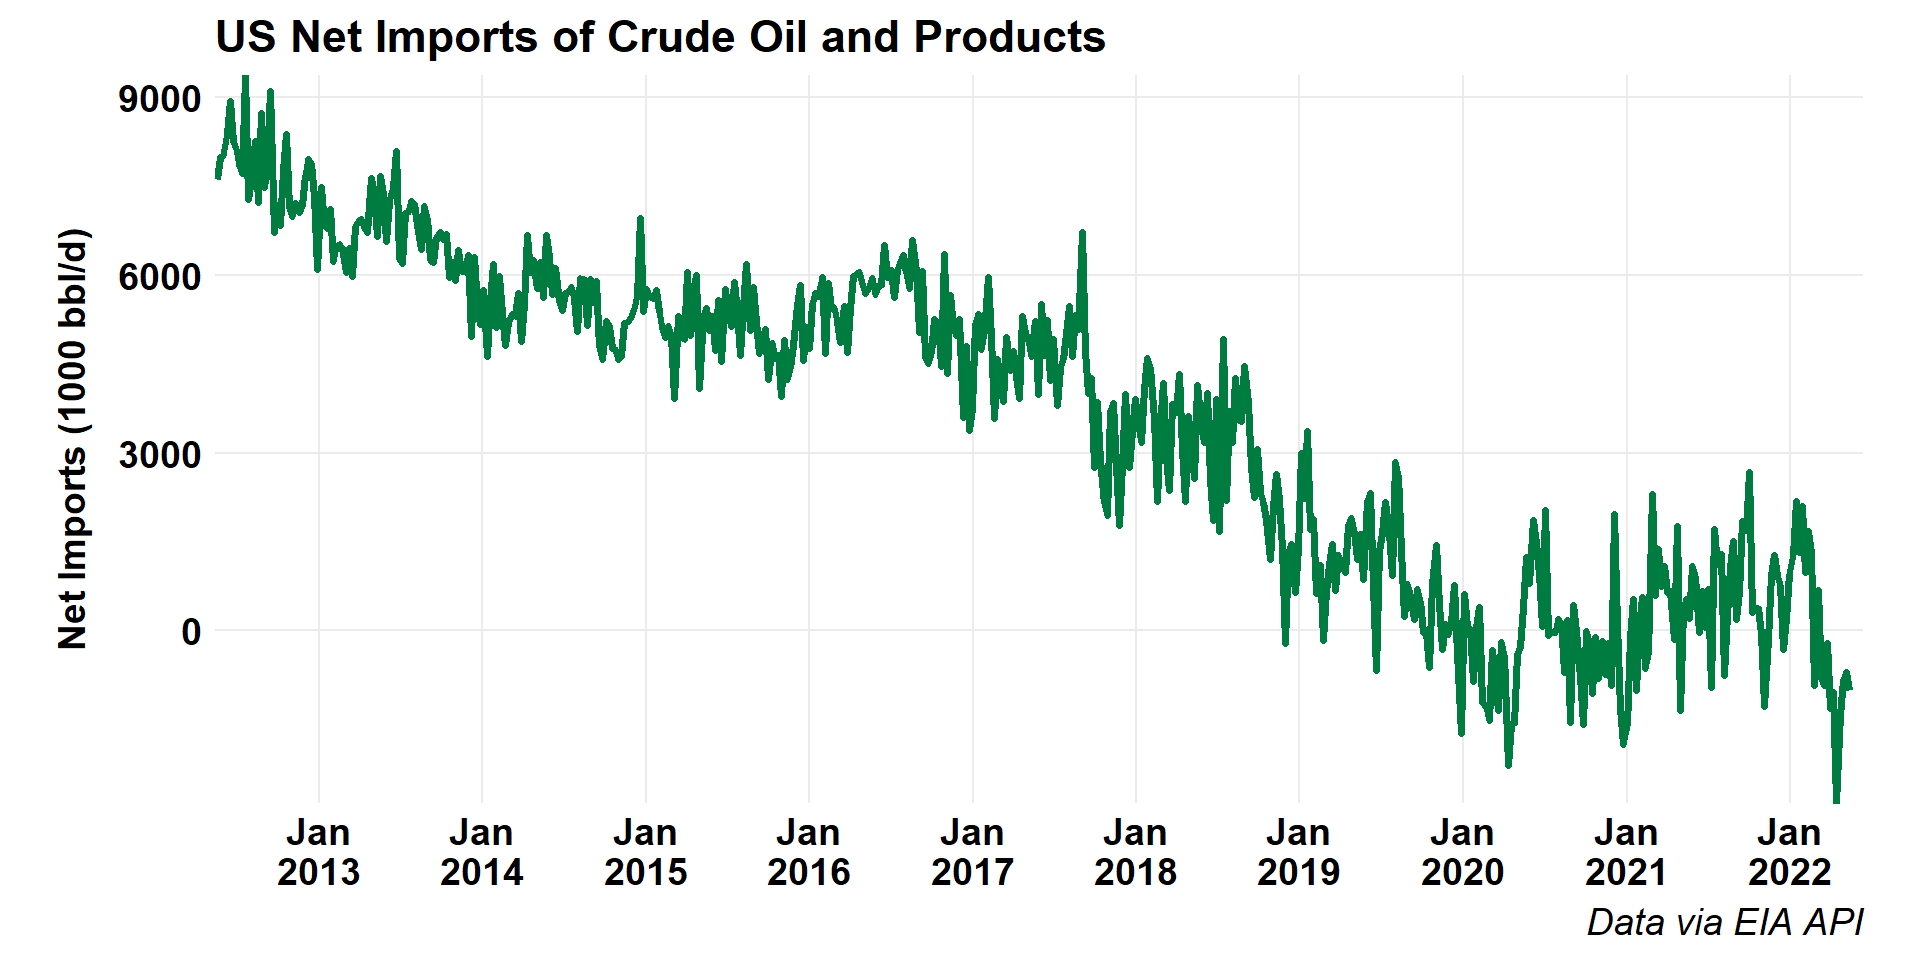 US Net Imports of Crude Oil and Products
Net Imports (1000 bbl/d)
9000
6000
3000
0
Jan Jan Jan Jan Jan Jan Jan Jan Jan Jan
2013 2014 2015 2016 2017 2018 2019 2020 2021 2022
Data via EIA API